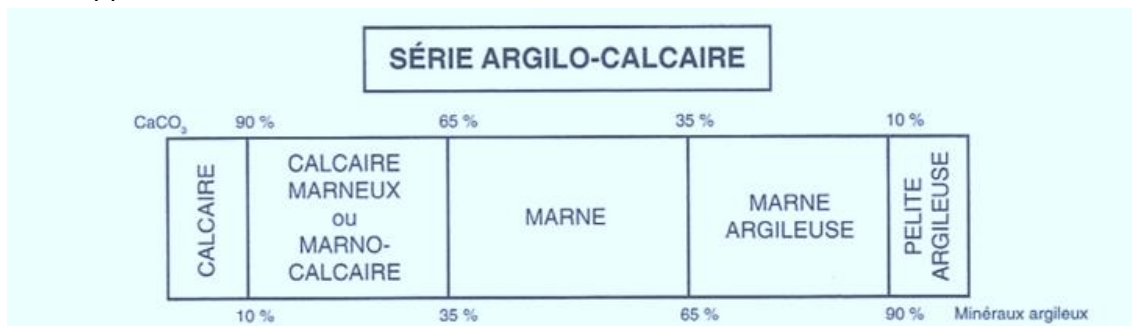 SÉRIE ARGILO-CALCAIRE
CaCO₃ 90 % 65 % 35 % 10 %
CALCAIRE
CALCAIRE
MARNEUX
ou
MARNO-
CALCAIRE
MARNE
MARNE
ARGILEUSE
PELITE
ARGILEUSE
10 % 35 % 65 % 90 % Minéraux argileux